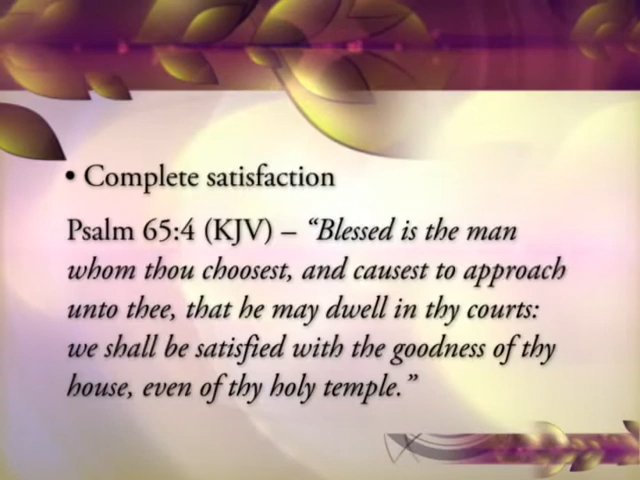 • Complete satisfaction
Psalm 65:4 (KJV) – “Blessed is the man
whom thou choosest, and causest to approach
unto thee, that he may dwell in thy courts:
we shall be satisfied with the goodness of thy
house, even of thy holy temple.”